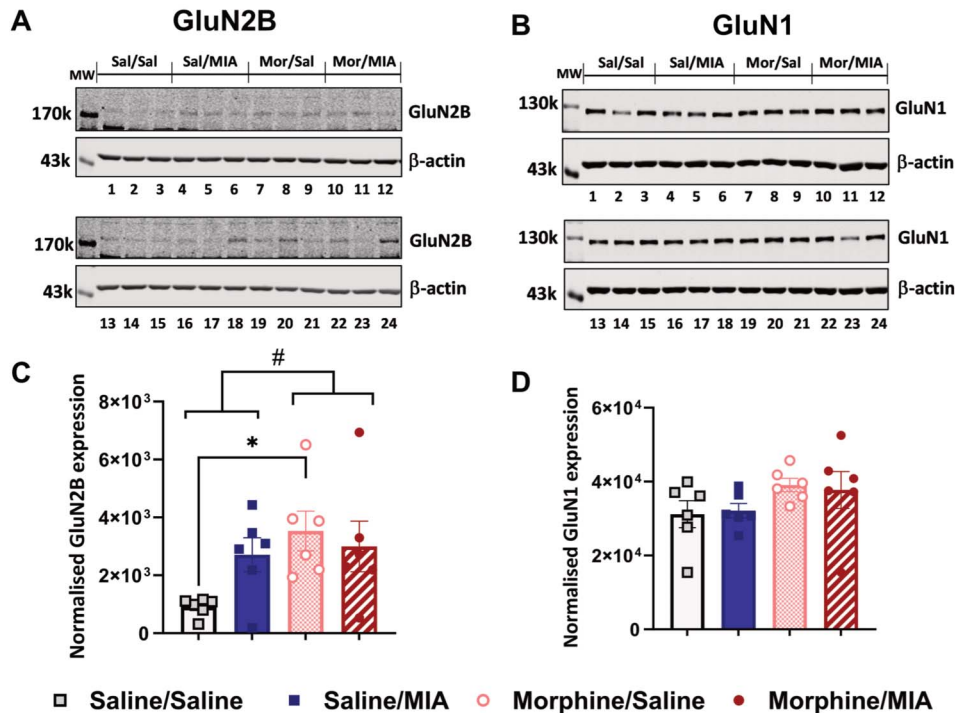 A GluN2B
Sal/Sal Sal/MIA Mor/Sal Mor/MIA
MW
170k GluN2B
43k β-actin
1 2 3 4 5 6 7 8 9 10 11 12
170k GluN2B
43k β-actin
13 14 15 16 17 18 19 20 21 22 23 24
B GluN1
Sal/Sal Sal/MIA Mor/Sal Mor/MIA
MW
130k GluN1
43k β-actin
1 2 3 4 5 6 7 8 9 10 11 12
130k GluN1
43k β-actin
13 14 15 16 17 18 19 20 21 22 23 24
C
Normalised GluN2B expression
8×10³
6×10³
4×10³
2×10³
0
#
*
D
Normalised GluN1 expression
6×10⁴
4×10⁴
2×10⁴
0
Saline/Saline Saline/MIA Morphine/Saline Morphine/MIA